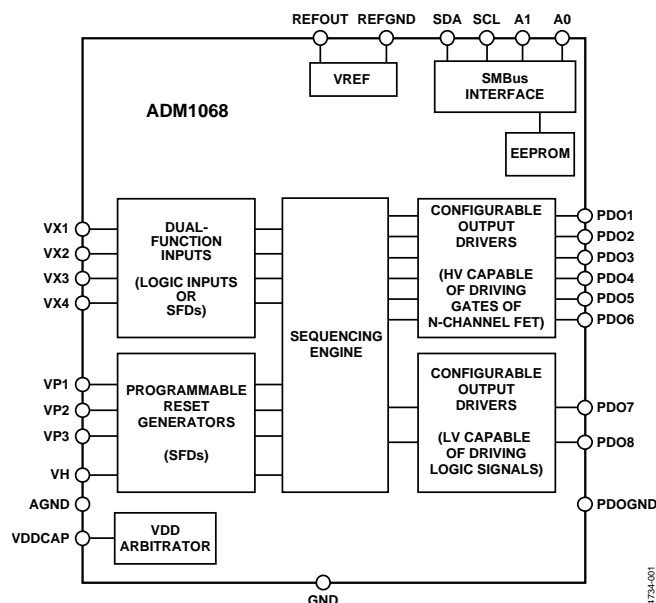 REFOUT REFGND SDA SCL A1 A0
VREF
SMBus
INTERFACE
ADM1068
EEPROM
VX1
VX2
VX3
VX4
DUAL-
FUNCTION
INPUTS
(LOGIC INPUTS
OR
SFDs)
SEQUENCING
ENGINE
CONFIGURABLE
OUTPUT
DRIVERS
(HV CAPABLE
OF DRIVING
GATES OF
N-CHANNEL FET)
PDO1
PDO2
PDO3
PDO4
PDO5
PDO6
VP1
VP2
VP3
VH
PROGRAMMABLE
RESET
GENERATORS
(SFDs)
CONFIGURABLE
OUTPUT
DRIVERS
(LV CAPABLE
OF DRIVING
LOGIC SIGNALS)
PDO7
PDO8
AGND
PDOGND
VDDCAP
VDD
ARBITRATOR
GND
4734-001